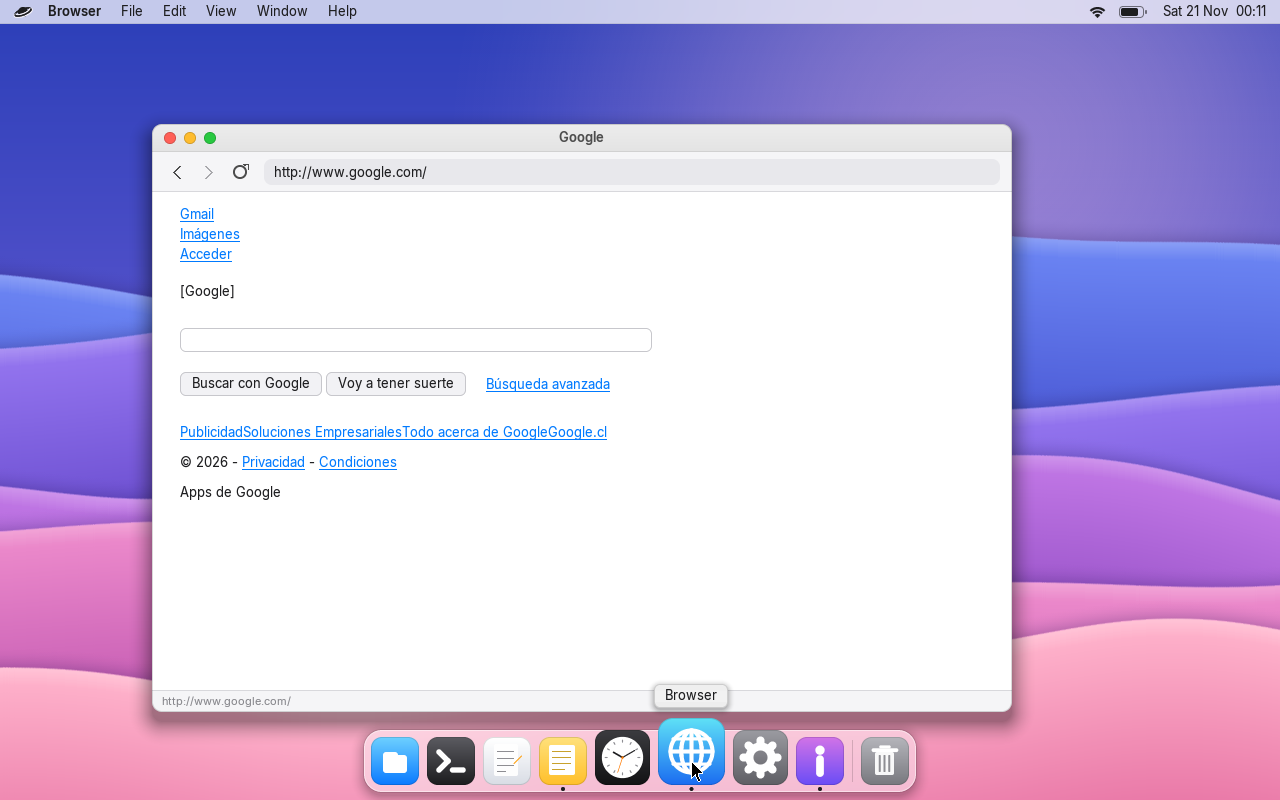 Browser File Edit View Window Help Sat 21 Nov 00:11
Google
http://www.google.com/
Gmail
Imágenes
Acceder
[Google]
Buscar con Google Voy a tener suerte Búsqueda avanzada
PublicidadSoluciones EmpresarialesTodo acerca de GoogleGoogle.cl
© 2026 - Privacidad - Condiciones
Apps de Google
http://www.google.com/
Browser